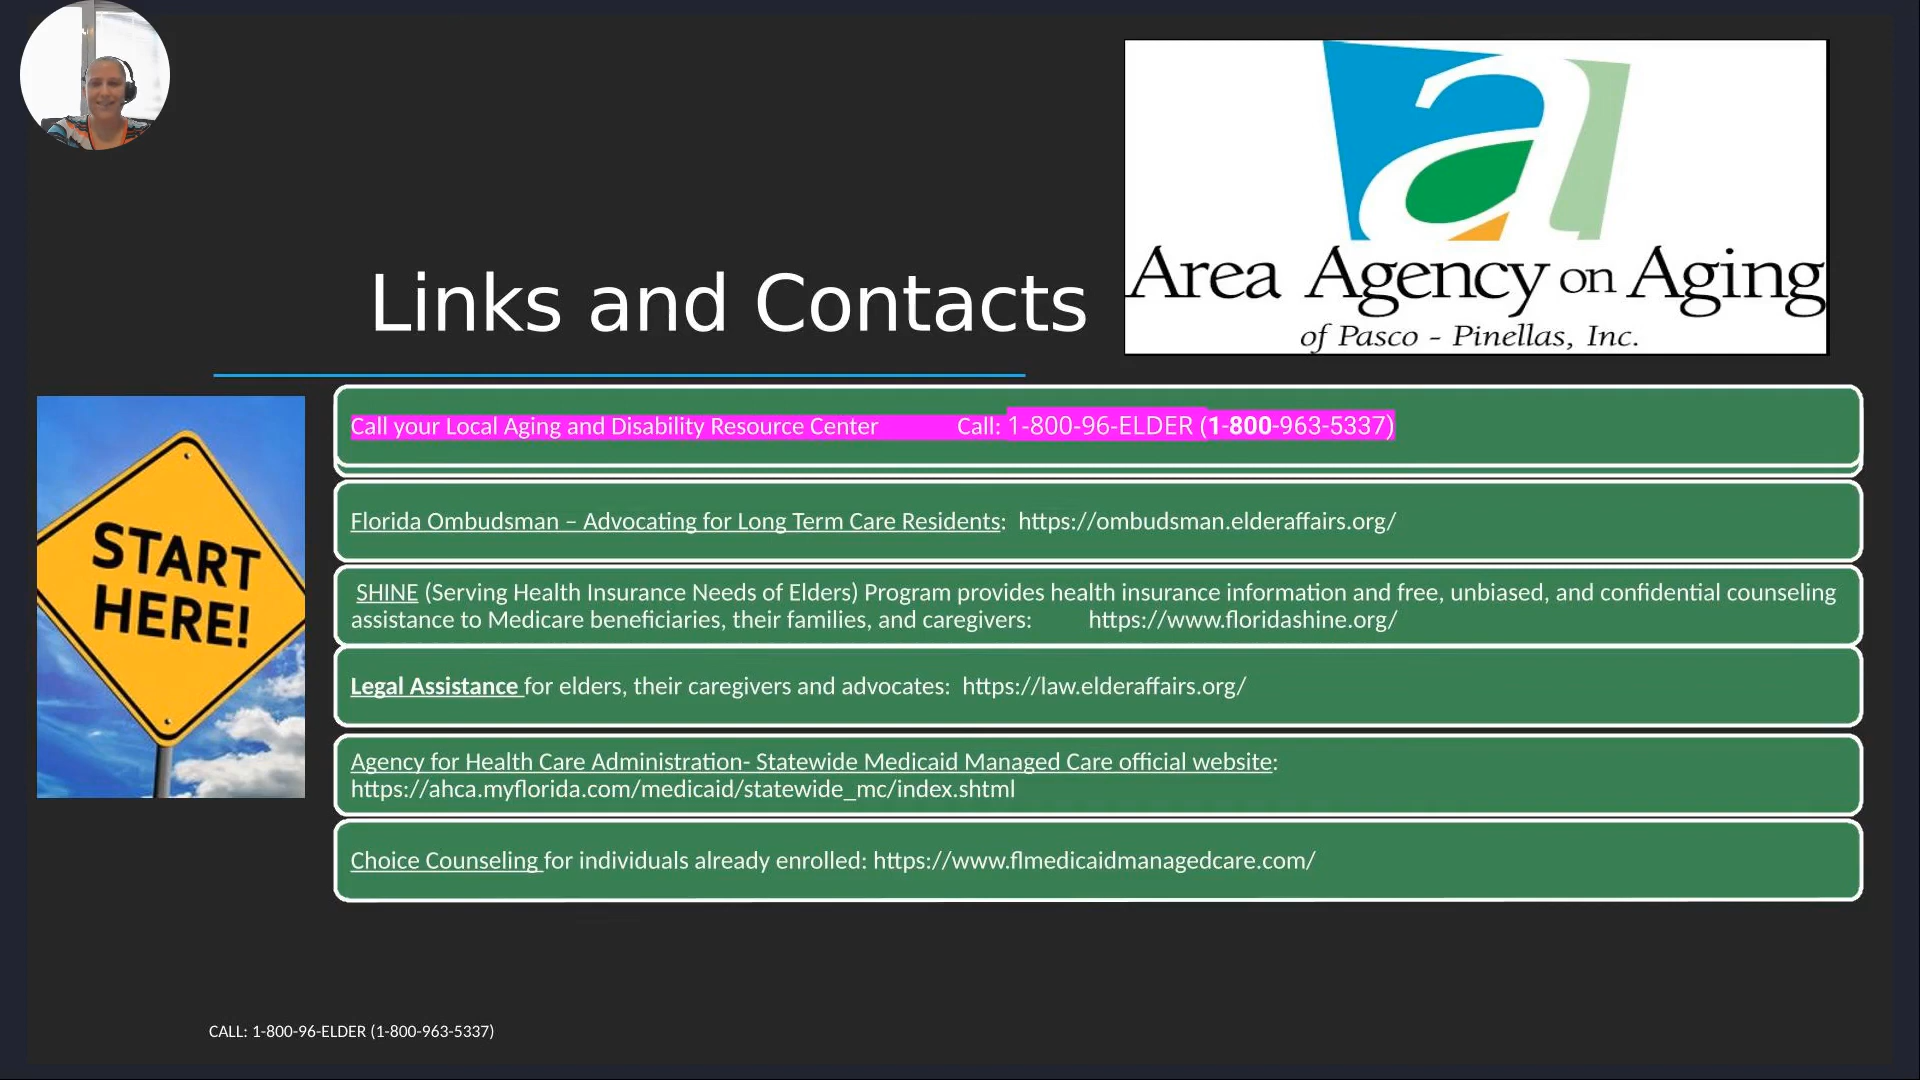 a
Area Agency on Aging
of Pasco - Pinellas, Inc.
Links and Contacts
START
HERE!
Call your Local Aging and Disability Resource Center Call: 1-800-96-ELDER (1-800-963-5337)
Florida Ombudsman – Advocating for Long Term Care Residents: https://ombudsman.elderaffairs.org/
SHINE (Serving Health Insurance Needs of Elders) Program provides health insurance information and free, unbiased, and confidential counseling
assistance to Medicare beneficiaries, their families, and caregivers: https://www.floridashine.org/
Legal Assistance for elders, their caregivers and advocates: https://law.elderaffairs.org/
Agency for Health Care Administration- Statewide Medicaid Managed Care official website:
https://ahca.myflorida.com/medicaid/statewide_mc/index.shtml
Choice Counseling for individuals already enrolled: https://www.flmedicaidmanagedcare.com/
CALL: 1-800-96-ELDER (1-800-963-5337)